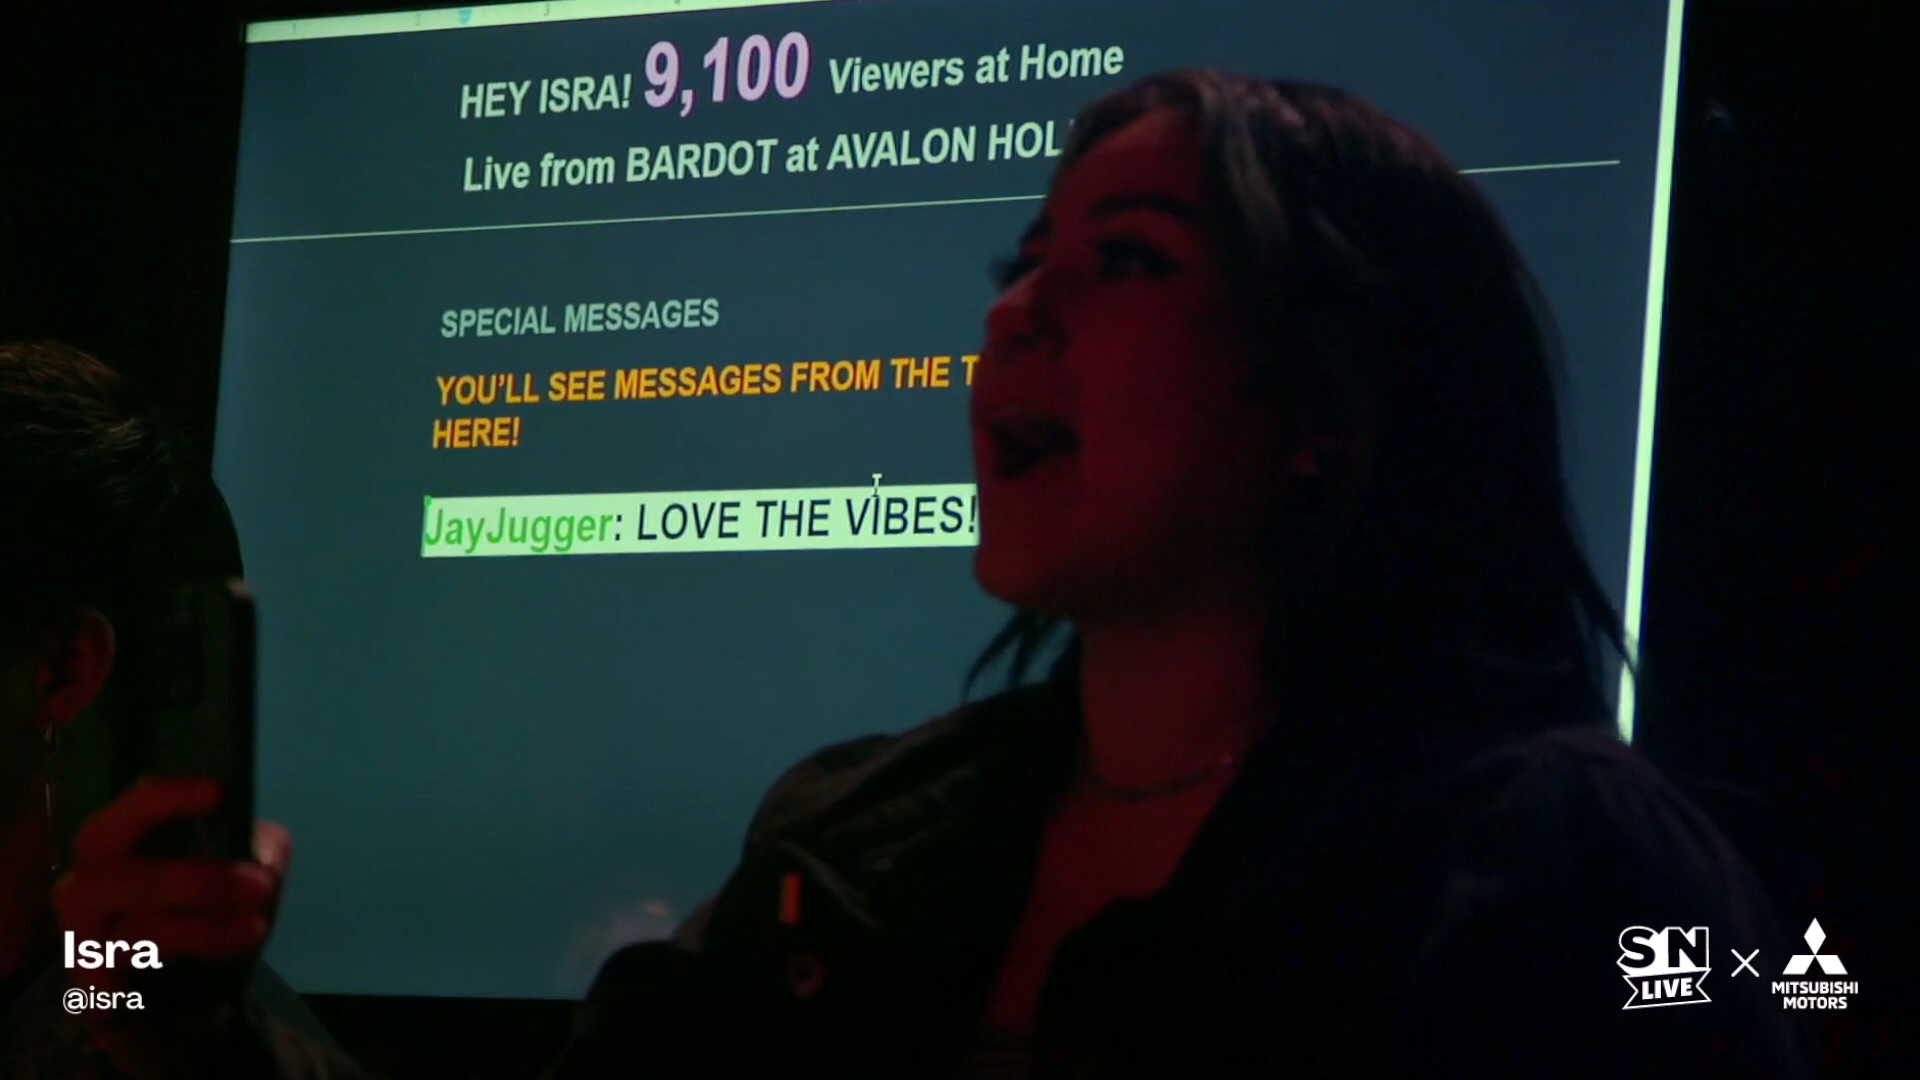 HEY ISRA! 9,100 Viewers at Home
Live from BARDOT at AVALON HOL
SPECIAL MESSAGES
YOU'LL SEE MESSAGES FROM THE T
HERE!
JayJugger: LOVE THE VIBES!
Isra
@isra
SN
LIVE
MITSUBISHI
MOTORS